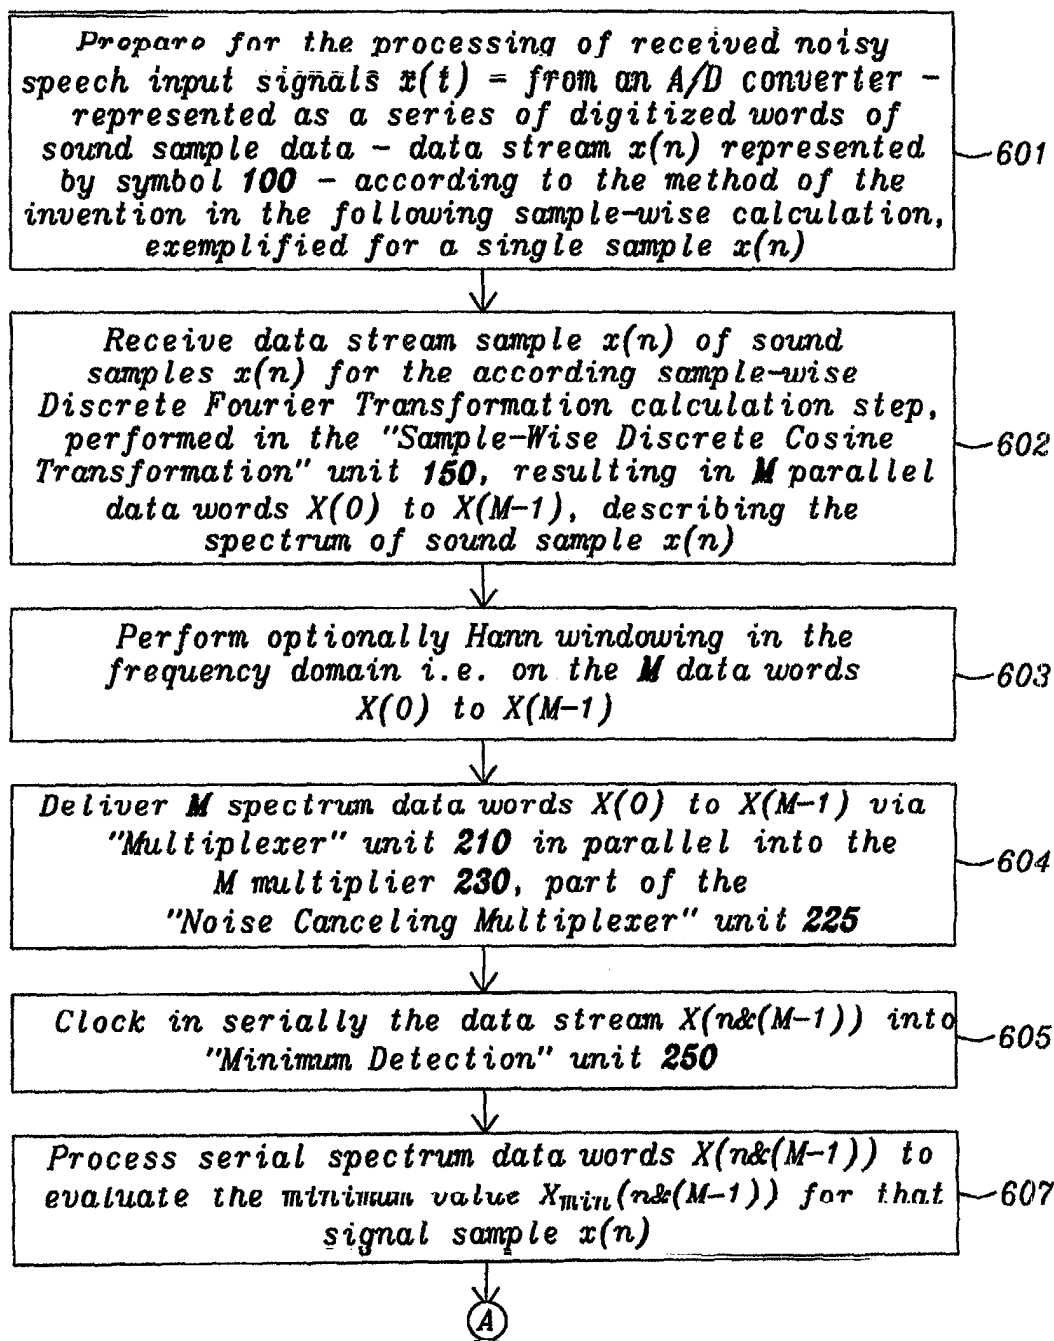 Prepare for the processing of received noisy
speech input signals x(t) = from an A/D converter -
represented as a series of digitized words of
sound sample data - data stream x(n) represented
by symbol 100 - according to the method of the
invention in the following sample-wise calculation,
exemplified for a single sample x(n)
601
Receive data stream sample x(n) of sound
samples x(n) for the according sample-wise
Discrete Fourier Transformation calculation step,
performed in the "Sample-Wise Discrete Cosine
Transformation" unit 150, resulting in M parallel
data words X(0) to X(M-1), describing the
spectrum of sound sample x(n)
602
Perform optionally Hann windowing in the
frequency domain i.e. on the M data words
X(0) to X(M-1)
603
Deliver M spectrum data words X(0) to X(M-1) via
"Multiplexer" unit 210 in parallel into the
M multiplier 230, part of the
"Noise Canceling Multiplexer" unit 225
604
Clock in serially the data stream X(n&(M-1)) into
"Minimum Detection" unit 250
605
Process serial spectrum data words X(n&(M-1)) to
evaluate the minimum value Xmin(n&(M-1)) for that
signal sample x(n)
607
A